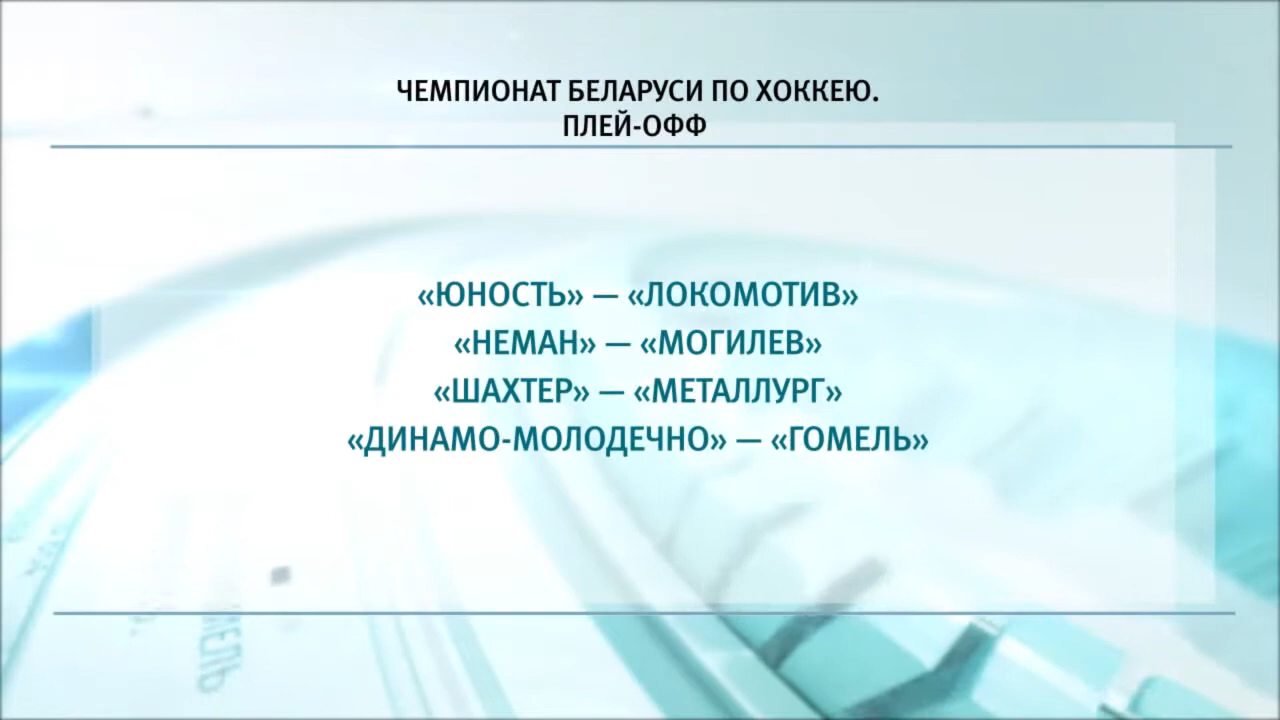 ЧЕМПИОНАТ БЕЛАРУСИ ПО ХОККЕЮ.
ПЛЕЙ-ОФФ
«ЮНОСТЬ» — «ЛОКОМОТИВ»
«НЕМАН» — «МОГИЛЕВ»
«ШАХТЕР» — «МЕТАЛЛУРГ»
«ДИНАМО-МОЛОДЕЧНО» — «ГОМЕЛЬ»